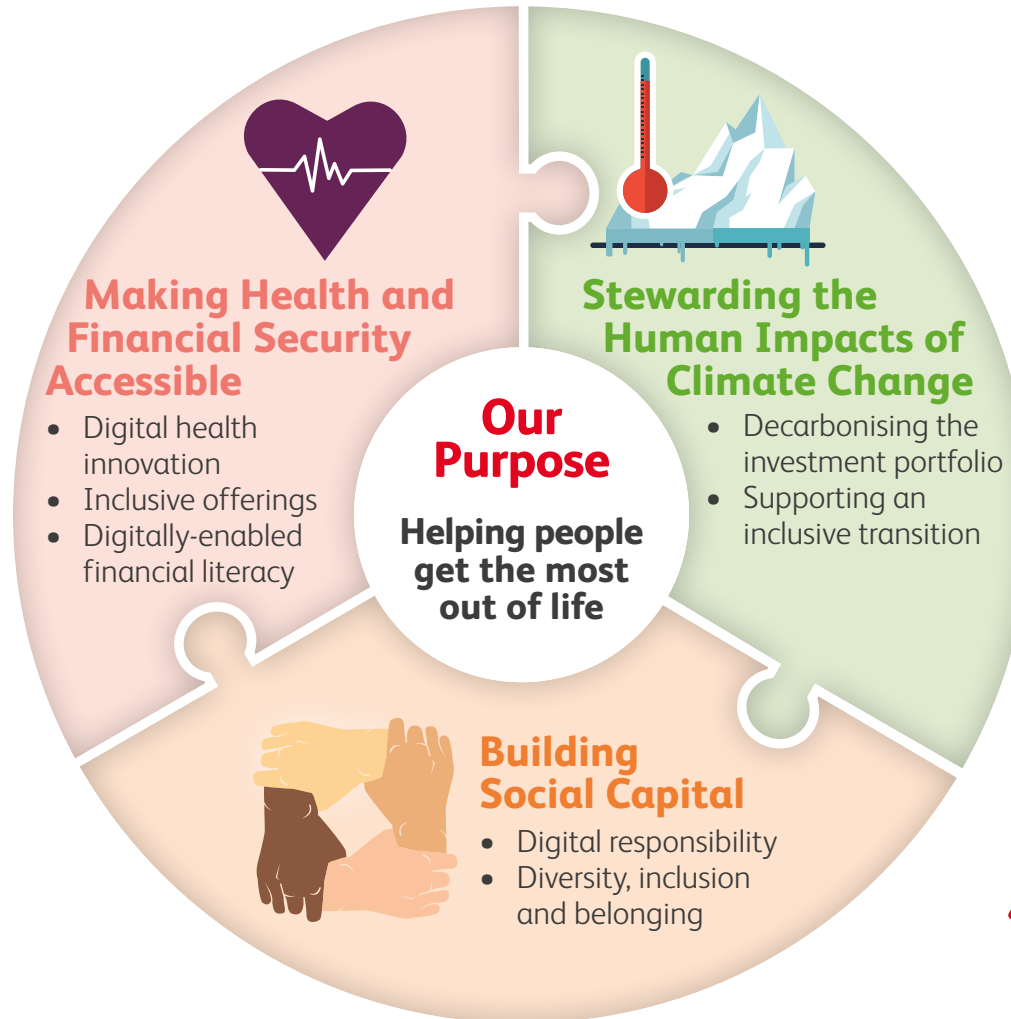 Making Health and
Financial Security
Accessible
• Digital health
innovation
• Inclusive offerings
• Digitally-enabled
financial literacy
Stewarding the
Human Impacts of
Climate Change
• Decarbonising the
investment portfolio
• Supporting an
inclusive transition
Our
Purpose
Helping people
get the most
out of life
Building
Social Capital
• Digital responsibility
• Diversity, inclusion
and belonging